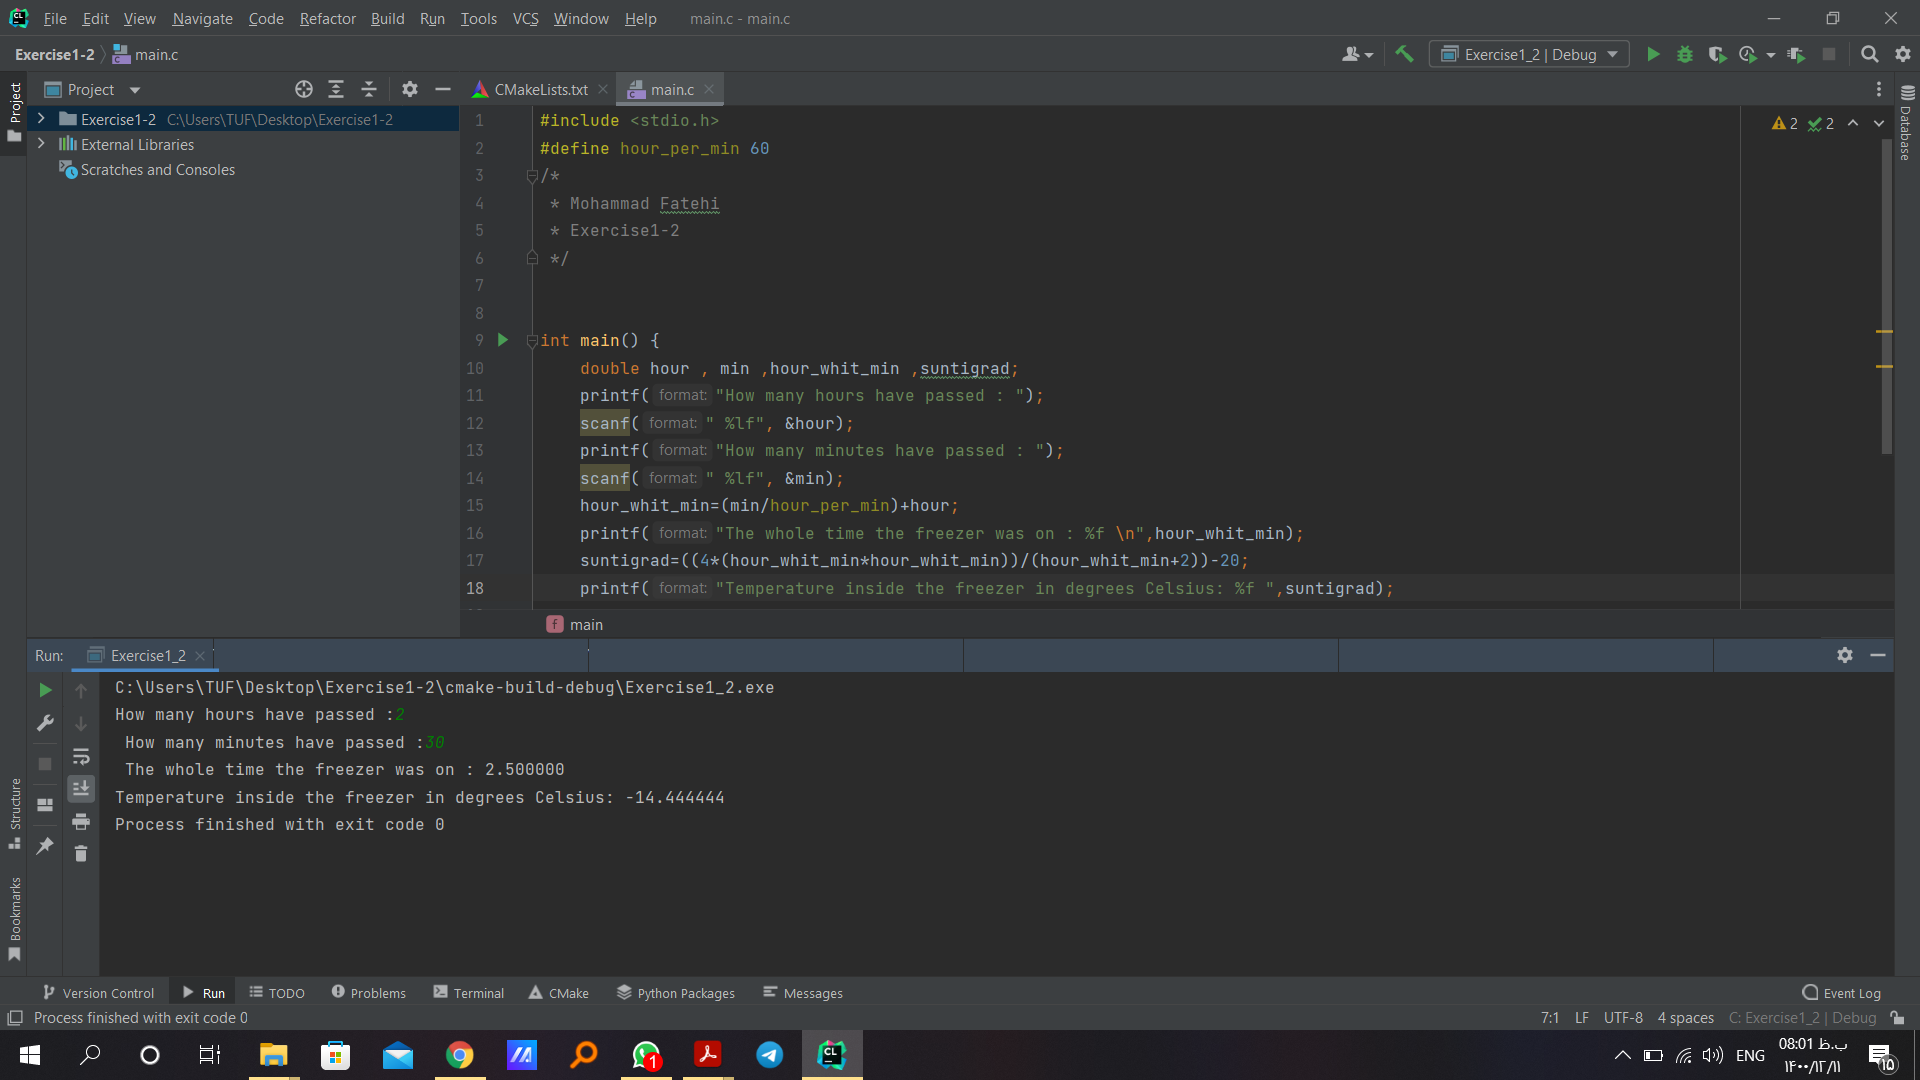 File Edit View Navigate Code Refactor Build Run Tools VCS Window Help main.c - main.c
Exercise1-2 main.c
Exercise1_2 | Debug
Project
Project
CMakeLists.txt
main.c
Database
Exercise1-2 C:\Users\TUF\Desktop\Exercise1-2
External Libraries
Scratches and Consoles
2 2
1 #include <stdio.h>
2 #define hour_per_min 60
3 /*
4 * Mohammad Fatehi
5 * Exercise1-2
6 */
7
8
9 int main() {
10 double hour , min ,hour_whit_min ,suntigrad;
11 printf( format: "How many hours have passed : ");
12 scanf( format: " %lf", &hour);
13 printf( format: "How many minutes have passed : ");
14 scanf( format: " %lf", &min);
15 hour_whit_min=(min/hour_per_min)+hour;
16 printf( format: "The whole time the freezer was on : %f \n",hour_whit_min);
17 suntigrad=((4*(hour_whit_min*hour_whit_min))/(hour_whit_min+2))-20;
18 printf( format: "Temperature inside the freezer in degrees Celsius: %f ",suntigrad);
f main
Run: Exercise1_2
C:\Users\TUF\Desktop\Exercise1-2\cmake-build-debug\Exercise1_2.exe
How many hours have passed :2
How many minutes have passed :30
The whole time the freezer was on : 2.500000
Temperature inside the freezer in degrees Celsius: -14.444444
Process finished with exit code 0
Structure
Bookmarks
Version Control Run TODO Problems Terminal CMake Python Packages Messages Event Log
Process finished with exit code 0
7:1 LF UTF-8 4 spaces C: Exercise1_2 | Debug
CL
1
ENG
08:01 ب.ظ
۱۴۰۰/۱۲/۱۱
۱۵